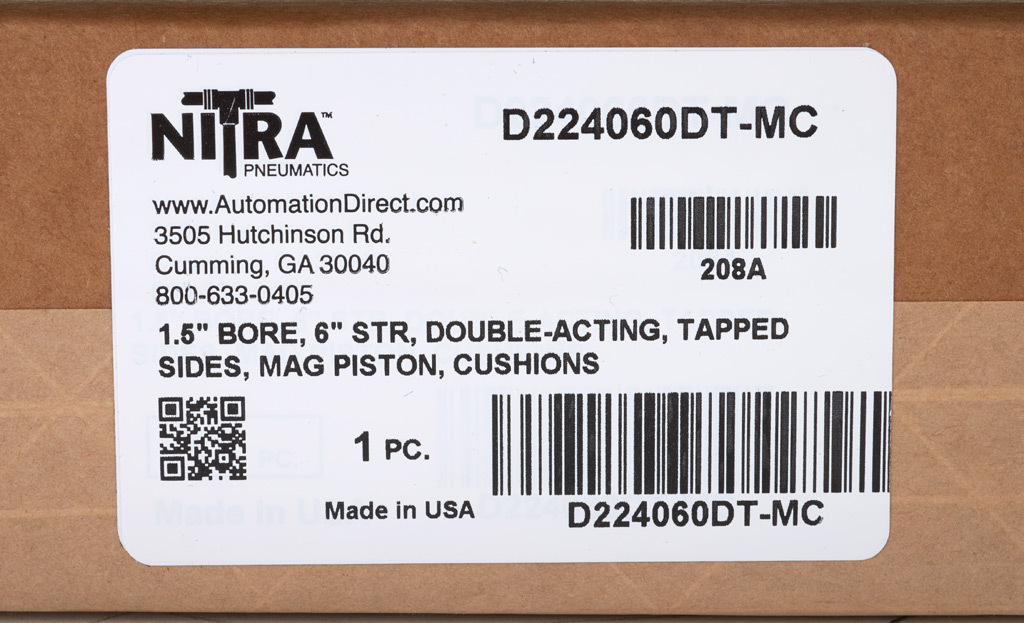 NITRA™
PNEUMATICS
D224060DT-MC
www.AutomationDirect.com
3505 Hutchinson Rd.
Cumming, GA 30040
800-633-0405
208A
1.5" BORE, 6" STR, DOUBLE-ACTING, TAPPED
SIDES, MAG PISTON, CUSHIONS
1 PC.
Made in USA
D224060DT-MC